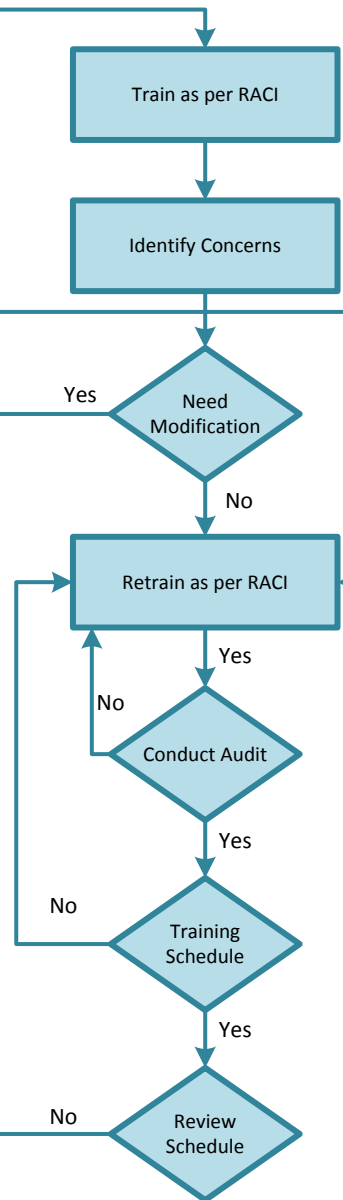 Train as per RACI
Identify Concerns
Yes
Need
Modification
No
Retrain as per RACI
Yes
No
Conduct Audit
Yes
No
Training
Schedule
Yes
No
Review
Schedule